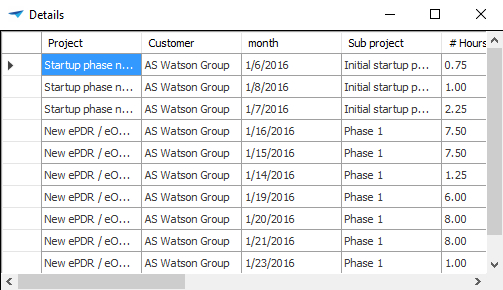 Details
Project Customer month Sub project # Hours
Startup phase n... AS Watson Group 1/6/2016 Initial startup p... 0.75
Startup phase n... AS Watson Group 1/8/2016 Initial startup p... 1.00
Startup phase n... AS Watson Group 1/7/2016 Initial startup p... 2.25
New ePDR / eO... AS Watson Group 1/16/2016 Phase 1 7.50
New ePDR / eO... AS Watson Group 1/15/2016 Phase 1 7.50
New ePDR / eO... AS Watson Group 1/14/2016 Phase 1 1.25
New ePDR / eO... AS Watson Group 1/19/2016 Phase 1 6.00
New ePDR / eO... AS Watson Group 1/20/2016 Phase 1 8.00
New ePDR / eO... AS Watson Group 1/21/2016 Phase 1 8.00
New ePDR / eO... AS Watson Group 1/23/2016 Phase 1 1.00